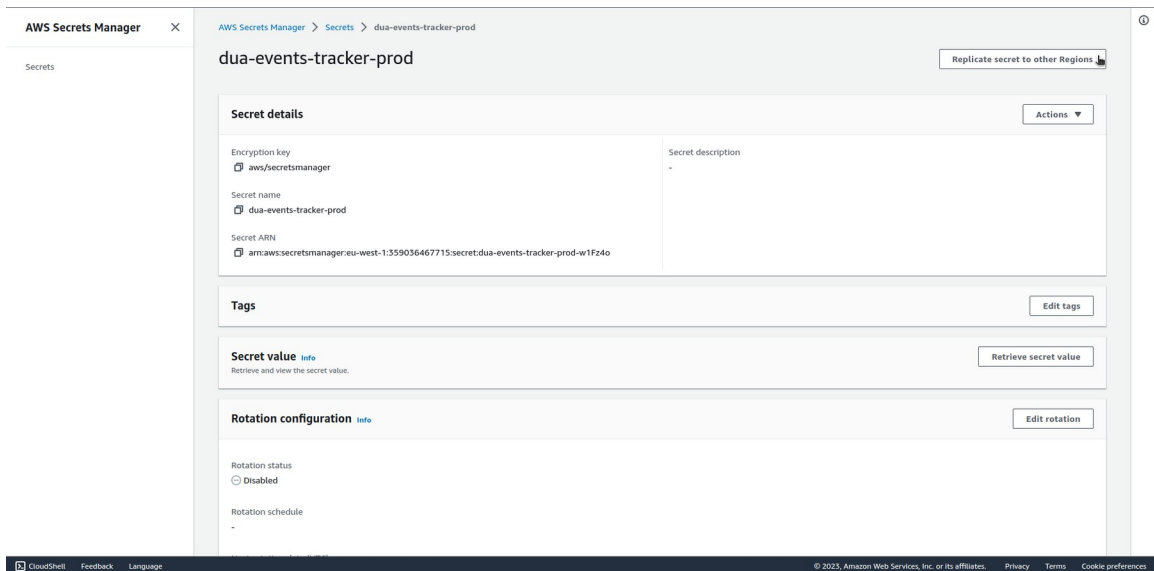 AWS Secrets Manager
Secrets
AWS Secrets Manager > Secrets > dua-events-tracker-prod
dua-events-tracker-prod
Replicate secret to other Regions
Secret details
Actions ▼
Encryption key
aws/secretsmanager
Secret description
-
Secret name
dua-events-tracker-prod
Secret ARN
arn:aws:secretsmanager:eu-west-1:359036467715:secret:dua-events-tracker-prod-w1Fz4o
Tags
Edit tags
Secret value Info
Retrieve and view the secret value.
Retrieve secret value
Rotation configuration Info
Edit rotation
Rotation status
Disabled
Rotation schedule
-
CloudShell Feedback Language
© 2023, Amazon Web Services, Inc. or its affiliates. Privacy Terms Cookie preferences